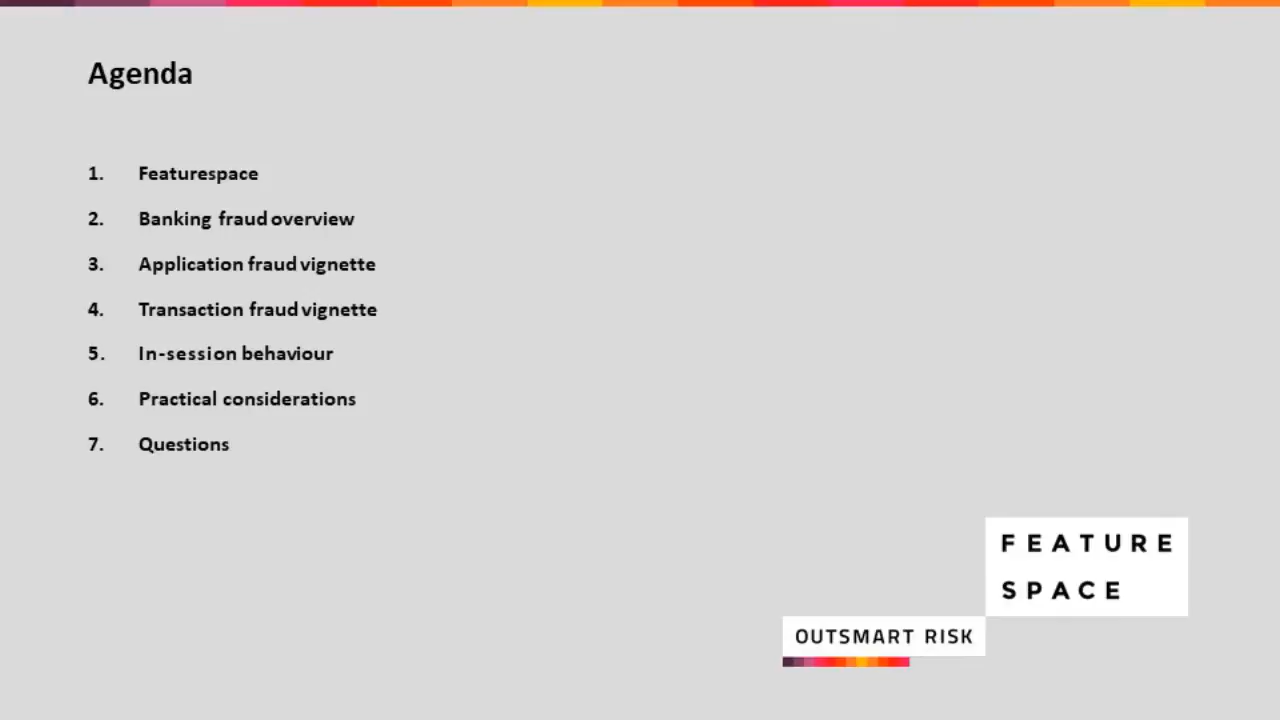 Agenda
1. Featurespace
2. Banking fraud overview
3. Application fraud vignette
4. Transaction fraud vignette
5. In-session behaviour
6. Practical considerations
7. Questions
FEATURE
SPACE
OUTSMART RISK